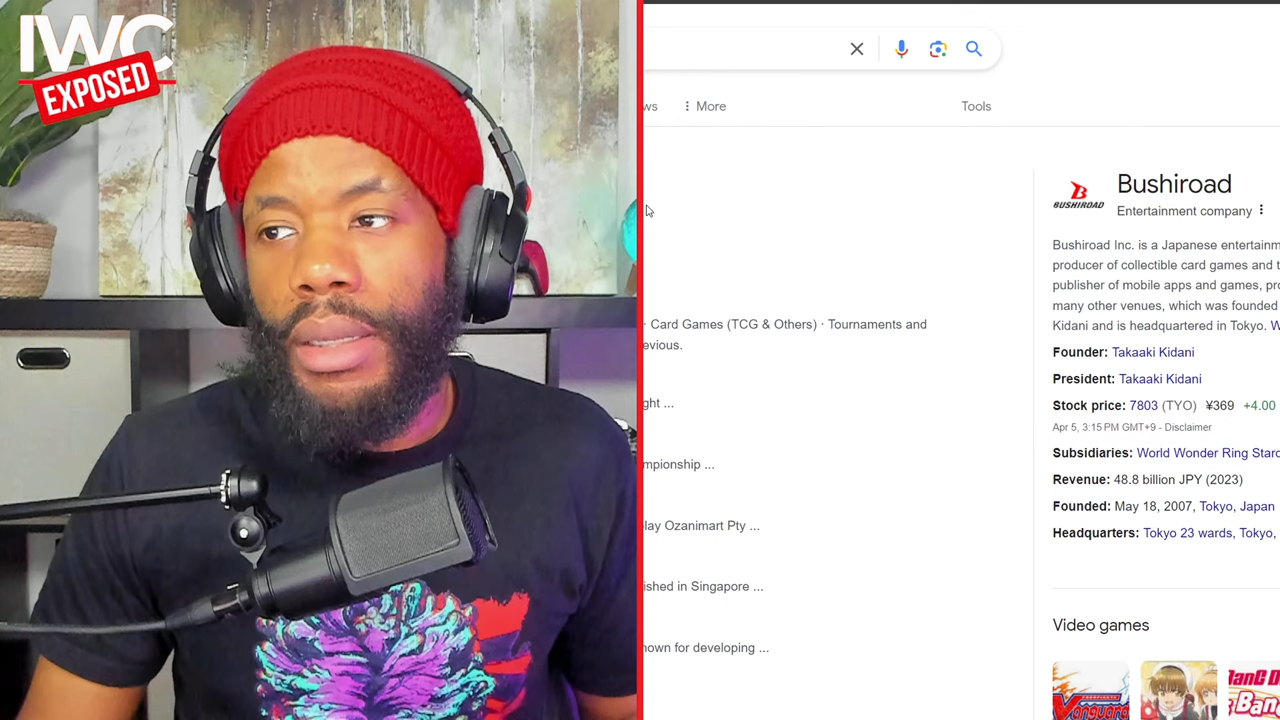 IWC
EXPOSED
ws
More
Tools
BUSHIROAD
Bushiroad
Entertainment company
Bushiroad Inc. is a Japanese entertainm
producer of collectible card games and t
publisher of mobile apps and games, pro
many other venues, which was founded
Kidani and is headquartered in Tokyo. W
Founder: Takaaki Kidani
President: Takaaki Kidani
Stock price: 7803 (TYO) ¥369 +4.00
Apr 5, 3:15 PM GMT+9 - Disclaimer
Subsidiaries: World Wonder Ring Stard
Revenue: 48.8 billion JPY (2023)
Founded: May 18, 2007, Tokyo, Japan
Headquarters: Tokyo 23 wards, Tokyo,
· Card Games (TCG & Others) · Tournaments and
evious.
ght ...
mpionship ...
lay Ozanimart Pty ...
ished in Singapore ...
nown for developing ...
Video games
Vanguard
BanG D
Ban